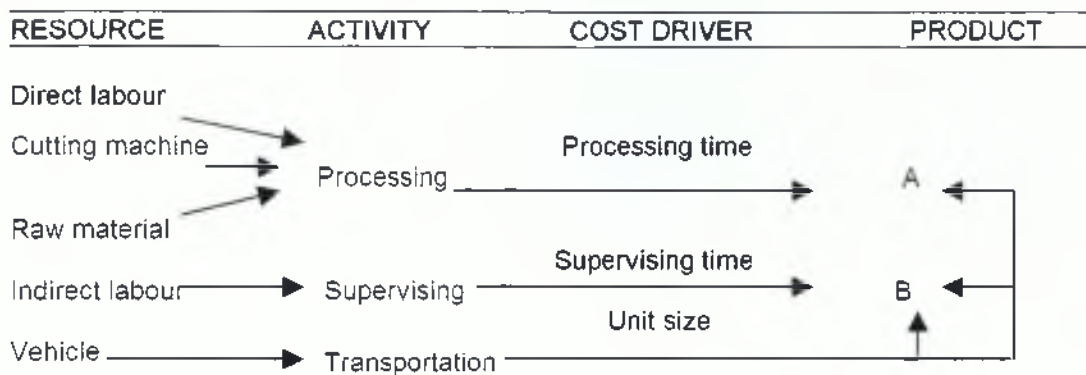 RESOURCE ACTIVITY COST DRIVER PRODUCT
Direct labour
Cutting machine
Processing time
Processing
A
Raw material
Supervising time
Indirect labour
Supervising
B
Unit size
Vehicle
Transportation